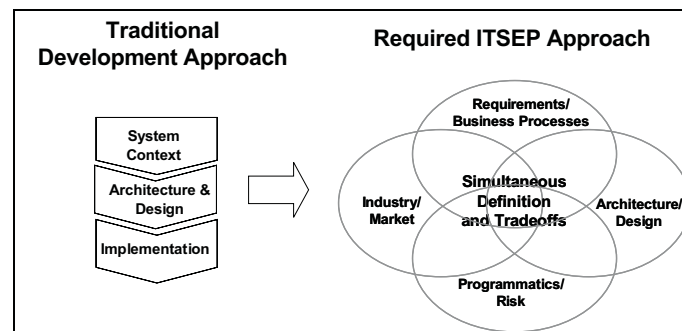 Traditional
Development Approach
Required ITSEP Approach
System
Context
Architecture &
Design
Implementation
Requirements/
Business Processes
Industry/
Market
Simultaneous
Definition
and Tradeoffs
Architecture/
Design
Programmatics/
Risk